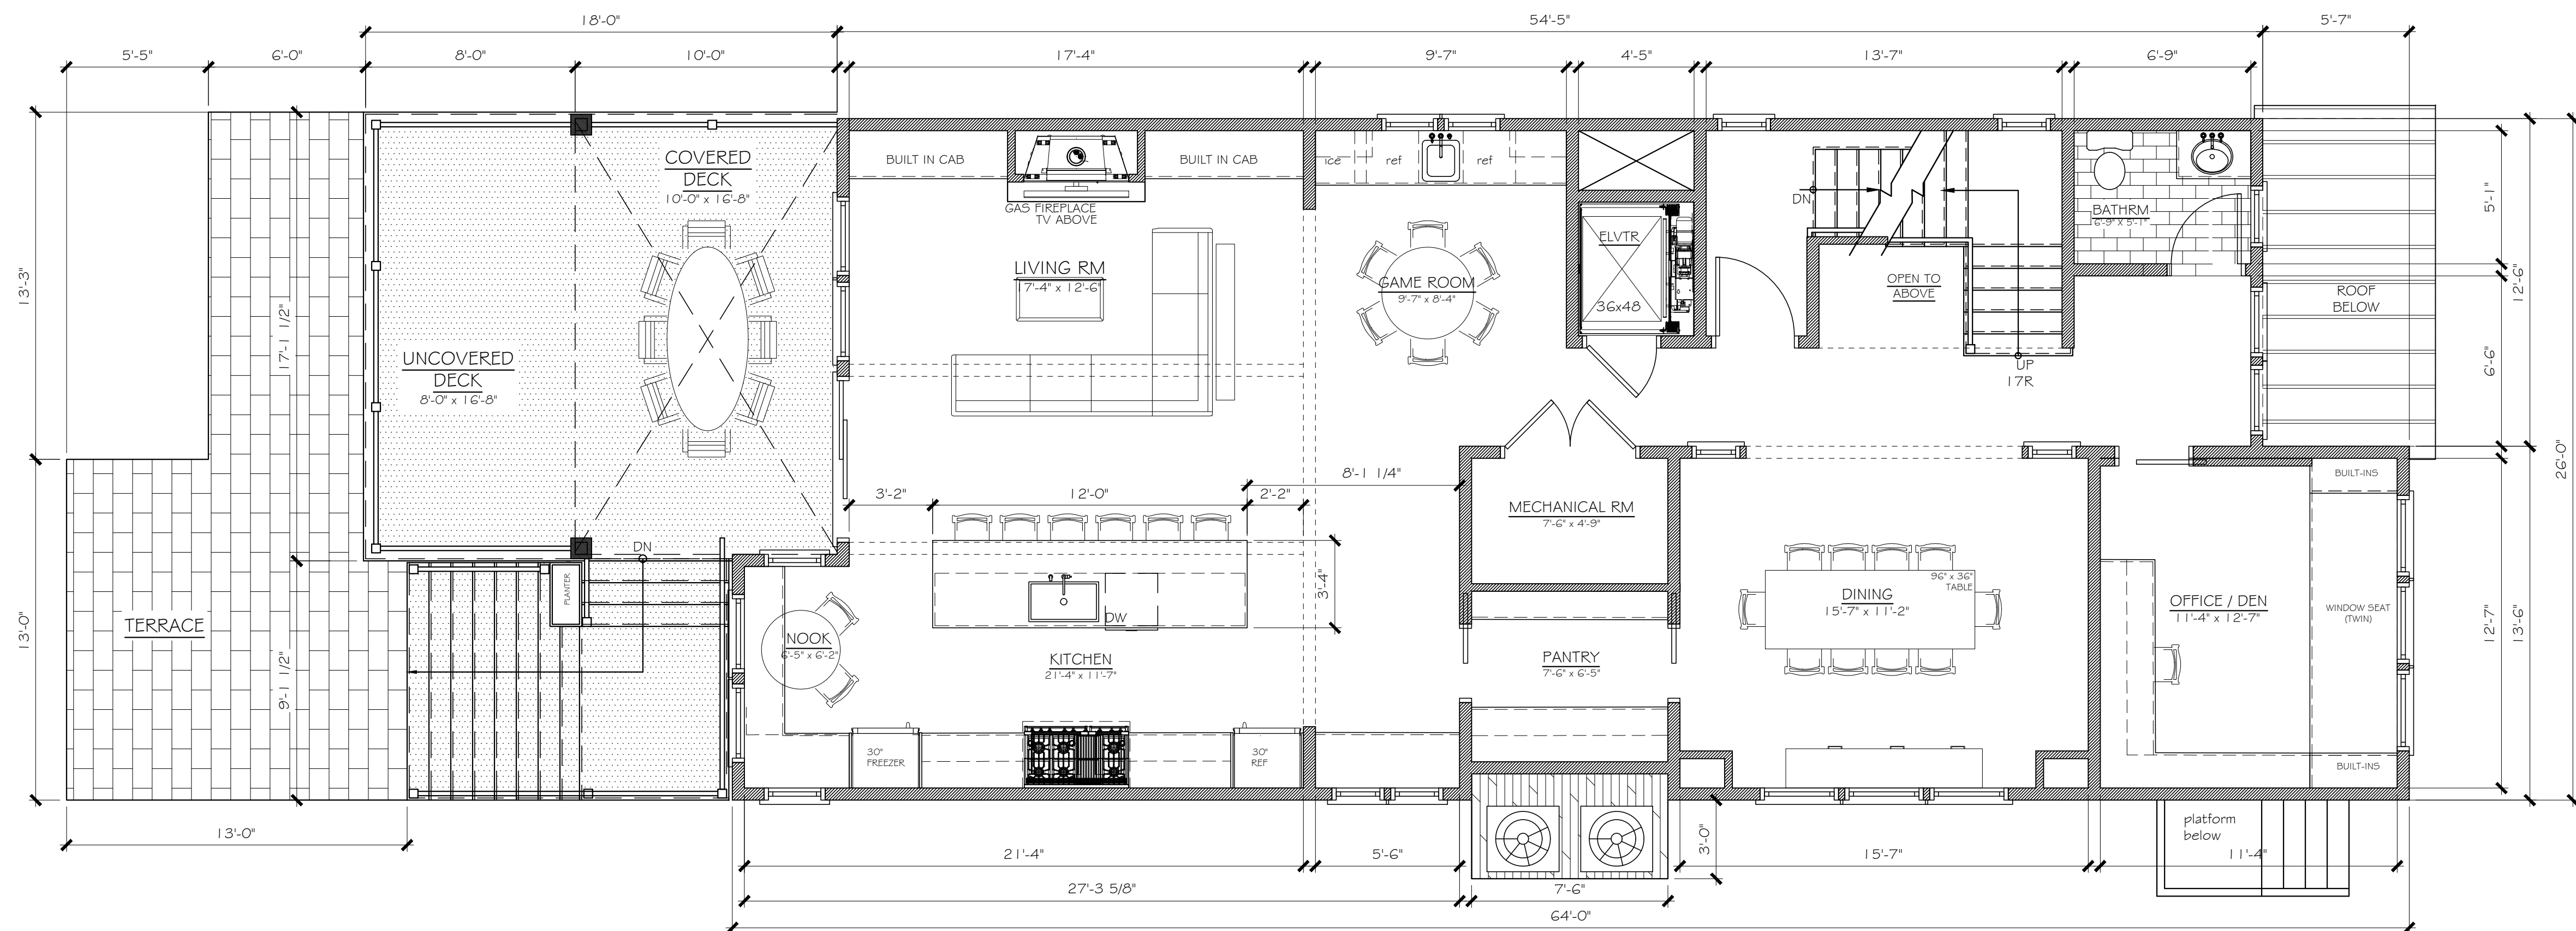 18'-0"
54'-5"
5'-7"
5'-5"
6'-0"
8'-0"
10'-0"
17'-4"
9'-7"
4'-5"
13'-7"
6'-9"
COVERED
DECK
10'-0" x 16'-8"
BUILT IN CAB
BUILT IN CAB
GAS FIREPLACE
TV ABOVE
ice
ref
ref
DN
ELVTR
36x48
BATHRM
6'-9" x 5'-1"
5'-1"
LIVING RM
17'-4" x 12'-6"
GAME ROOM
9'-7" x 8'-4"
OPEN TO
ABOVE
ROOF
BELOW
12'-6"
13'-3"
17'-1 1/2"
UNCOVERED
DECK
8'-0" x 16'-8"
UP
17R
6'-6"
26'-0"
8'-1 1/4"
3'-2"
12'-0"
2'-2"
MECHANICAL RM
7'-6" x 4'-9"
BUILT-INS
DN
PLANTER
3'-4"
DW
96" x 36"
TABLE
DINING
15'-7" x 11'-2"
OFFICE / DEN
11'-4" x 12'-7"
WINDOW SEAT
(TWIN)
12'-7"
13'-6"
TERRACE
13'-0"
9'-1 1/2"
NOOK
6'-5" x 6'-2"
KITCHEN
21'-4" x 11'-7"
PANTRY
7'-6" x 6'-5"
30"
FREEZER
30"
REF
BUILT-INS
platform
below
13'-0"
21'-4"
5'-6"
3'-0"
15'-7"
11'-4"
27'-3 5/8"
7'-6"
64'-0"